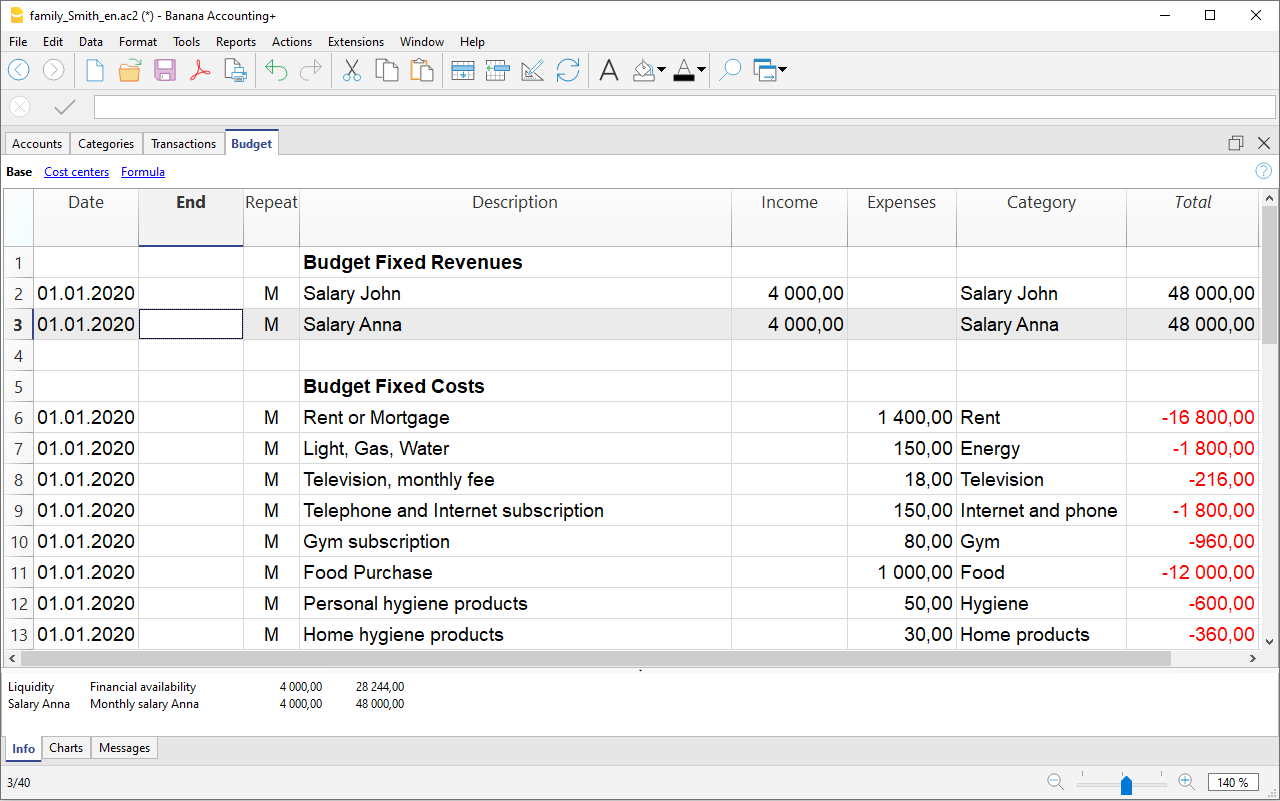 family_Smith_en.ac2 (*) - Banana Accounting+
File Edit Data Format Tools Reports Actions Extensions Window Help
Accounts Categories Transactions Budget
Base Cost centers Formula
Date End Repeat Description Income Expenses Category Total
1 Budget Fixed Revenues
2 01.01.2020 M Salary John 4 000,00 Salary John 48 000,00
3 01.01.2020 M Salary Anna 4 000,00 Salary Anna 48 000,00
4
5 Budget Fixed Costs
6 01.01.2020 M Rent or Mortgage 1 400,00 Rent -16 800,00
7 01.01.2020 M Light, Gas, Water 150,00 Energy -1 800,00
8 01.01.2020 M Television, monthly fee 18,00 Television -216,00
9 01.01.2020 M Telephone and Internet subscription 150,00 Internet and phone -1 800,00
10 01.01.2020 M Gym subscription 80,00 Gym -960,00
11 01.01.2020 M Food Purchase 1 000,00 Food -12 000,00
12 01.01.2020 M Personal hygiene products 50,00 Hygiene -600,00
13 01.01.2020 M Home hygiene products 30,00 Home products -360,00
Liquidity Financial availability 4 000,00 28 244,00
Salary Anna Monthly salary Anna 4 000,00 48 000,00
Info Charts Messages
3/40 140 %